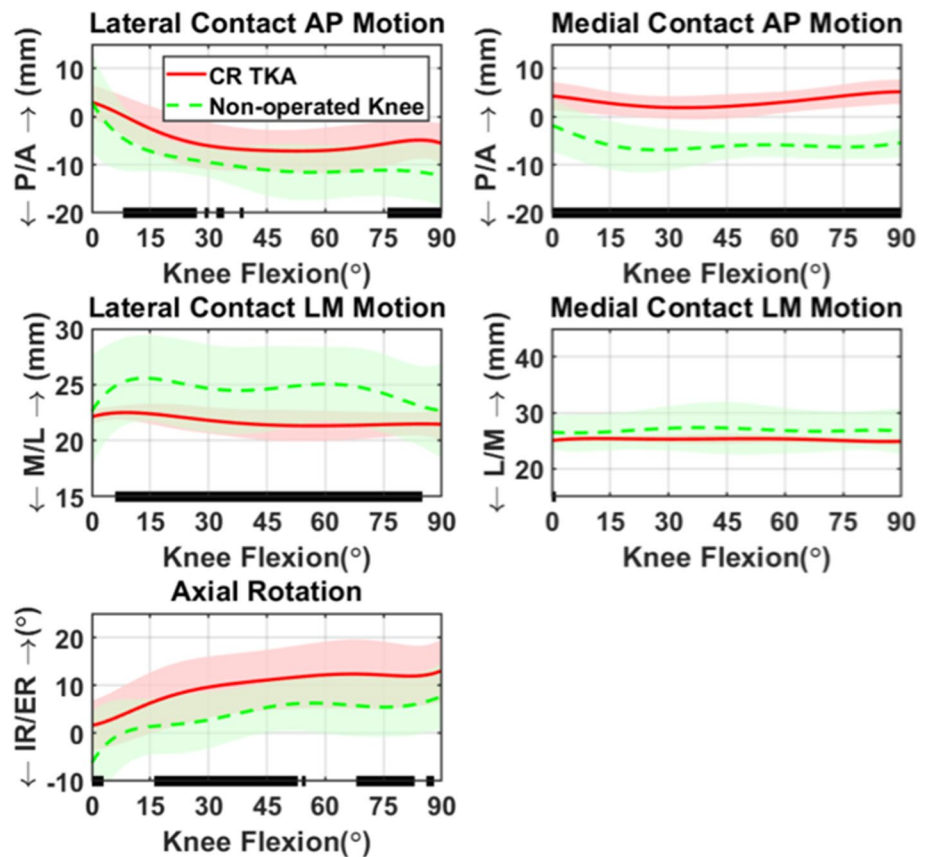 Lateral Contact AP Motion
← P/A → (mm)
10
0
-10
-20
CR TKA
Non-operated Knee
0 15 30 45 60 75 90
Knee Flexion(°)
Medial Contact AP Motion
← P/A → (mm)
10
0
-10
-20
0 15 30 45 60 75 90
Knee Flexion(°)
Lateral Contact LM Motion
← M/L → (mm)
30
25
20
15
0 15 30 45 60 75 90
Knee Flexion(°)
Medial Contact LM Motion
← L/M → (mm)
40
30
20
0 15 30 45 60 75 90
Knee Flexion(°)
Axial Rotation
← IR/ER →(°)
20
10
0
-10
0 15 30 45 60 75 90
Knee Flexion(°)